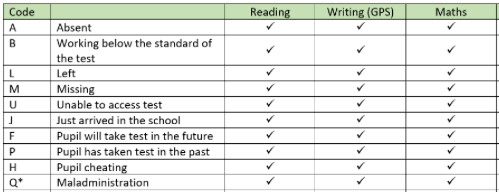 Code Reading Writing (GPS) Maths
A Absent ✓ ✓ ✓
B Working below the standard of the test ✓ ✓ ✓
L Left ✓ ✓ ✓
M Missing ✓ ✓ ✓
U Unable to access test ✓ ✓ ✓
J Just arrived in the school ✓ ✓ ✓
F Pupil will take test in the future ✓ ✓ ✓
P Pupil has taken test in the past ✓ ✓ ✓
H Pupil cheating ✓ ✓ ✓
Q* Maladministration ✓ ✓ ✓